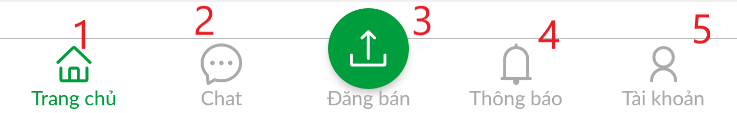 1 2 3 4 5
Trang chủ Chat Đăng bán Thông báo Tài khoản